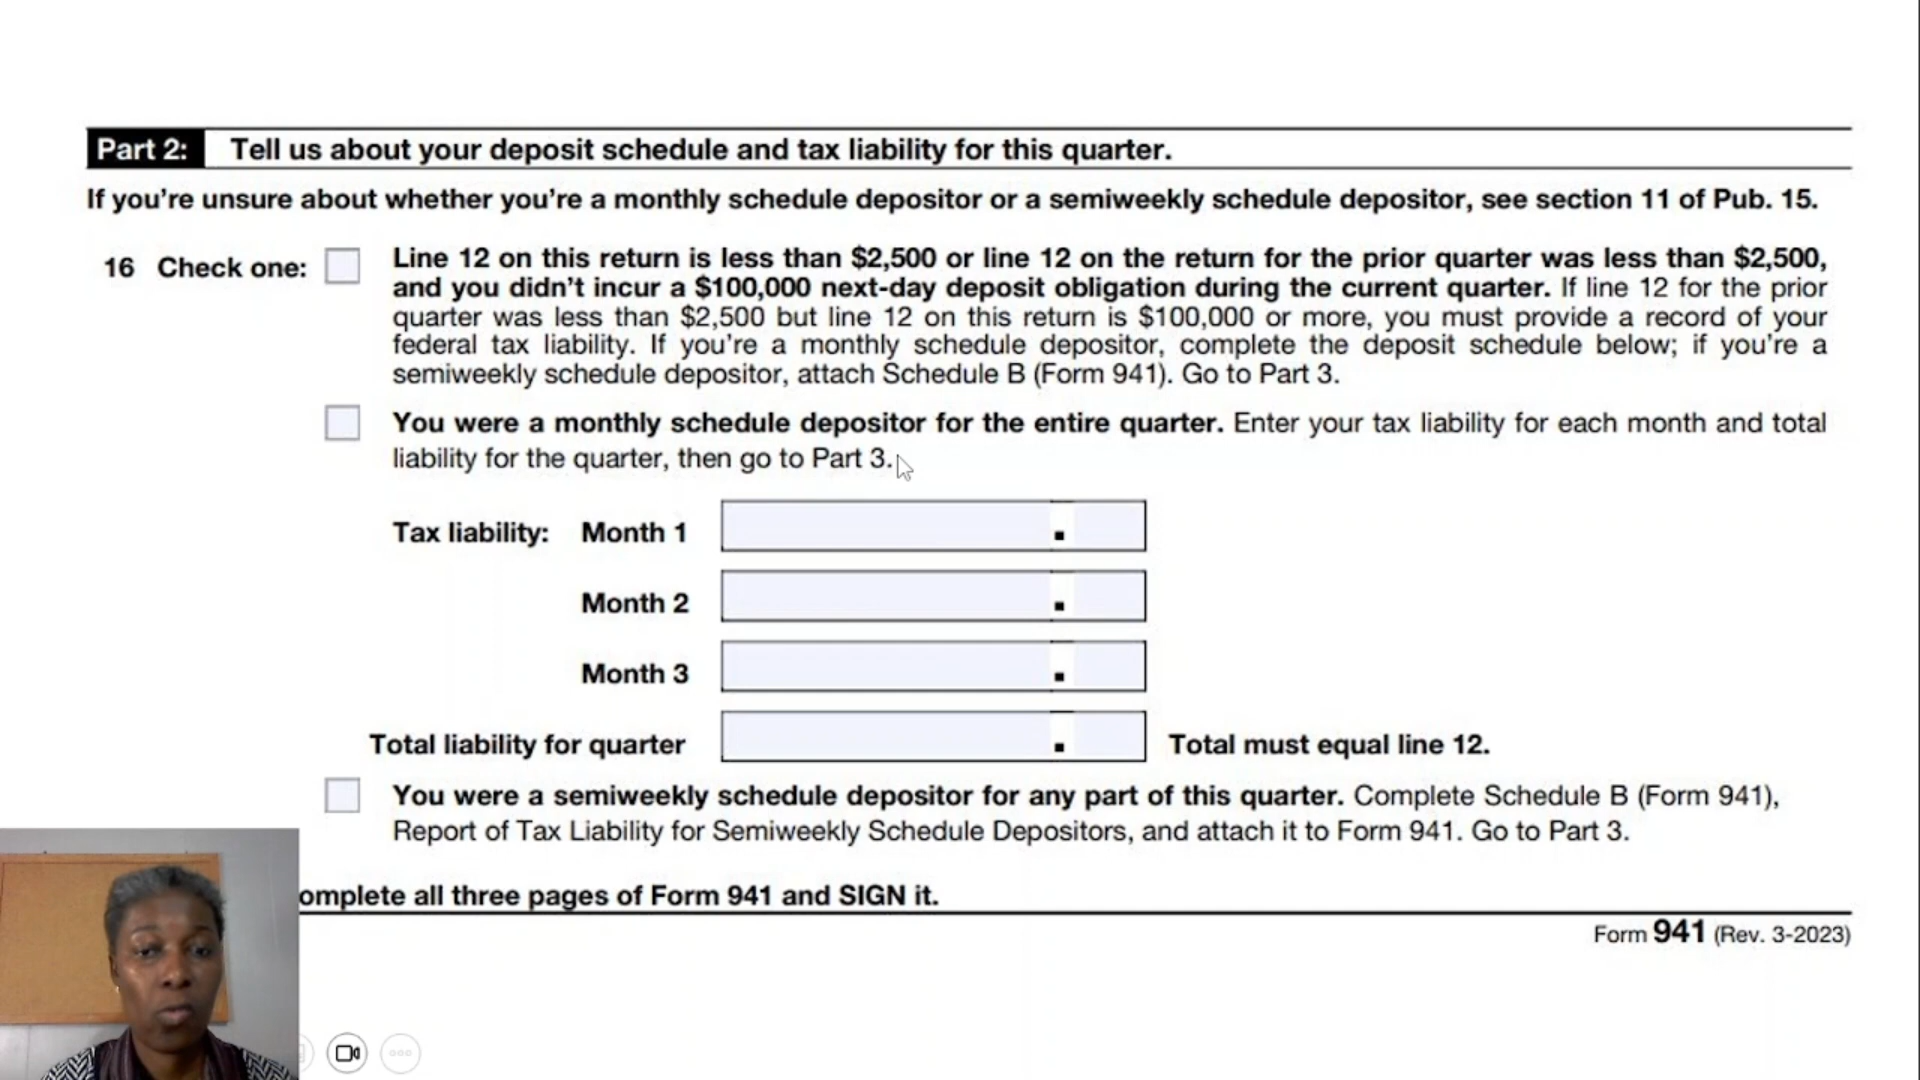 Part 2: Tell us about your deposit schedule and tax liability for this quarter.
If you're unsure about whether you're a monthly schedule depositor or a semiweekly schedule depositor, see section 11 of Pub. 15.
16 Check one: Line 12 on this return is less than $2,500 or line 12 on the return for the prior quarter was less than $2,500,
and you didn't incur a $100,000 next-day deposit obligation during the current quarter. If line 12 for the prior
quarter was less than $2,500 but line 12 on this return is $100,000 or more, you must provide a record of your
federal tax liability. If you're a monthly schedule depositor, complete the deposit schedule below; if you're a
semiweekly schedule depositor, attach Schedule B (Form 941). Go to Part 3.
You were a monthly schedule depositor for the entire quarter. Enter your tax liability for each month and total
liability for the quarter, then go to Part 3.
Tax liability: Month 1 .
Month 2 .
Month 3 .
Total liability for quarter . Total must equal line 12.
You were a semiweekly schedule depositor for any part of this quarter. Complete Schedule B (Form 941),
Report of Tax Liability for Semiweekly Schedule Depositors, and attach it to Form 941. Go to Part 3.
omplete all three pages of Form 941 and SIGN it.
Form 941 (Rev. 3-2023)